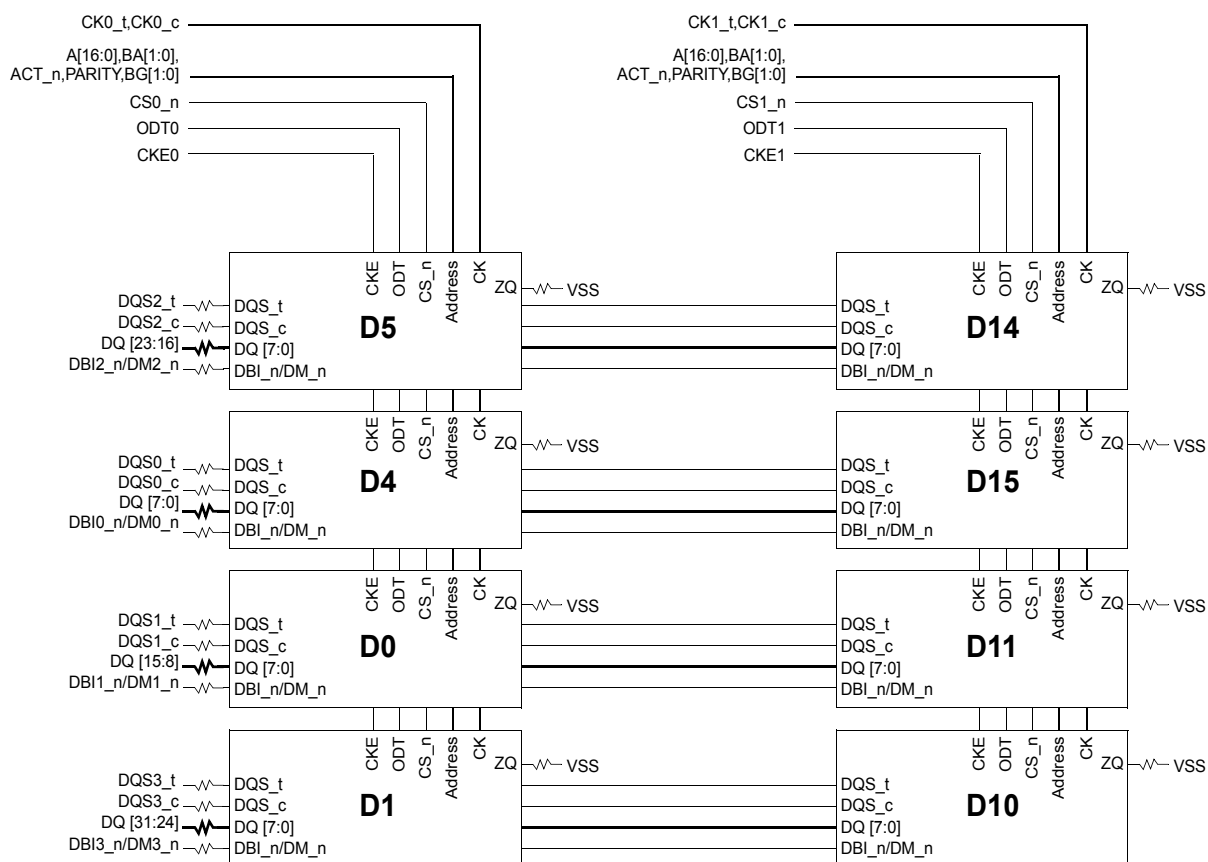 CK0_t,CK0_c
A[16:0],BA[1:0],
ACT_n,PARITY,BG[1:0]
CS0_n
ODT0
CKE0
CK1_t,CK1_c
A[16:0],BA[1:0],
ACT_n,PARITY,BG[1:0]
CS1_n
ODT1
CKE1
DQS2_t
DQS2_c
DQ [23:16]
DBI2_n/DM2_n
CKE
ODT
CS_n
Address
CK
ZQ
VSS
DQS_t
DQS_c
DQ [7:0]
DBI_n/DM_n
D5
CKE
ODT
CS_n
Address
CK
ZQ
VSS
DQS_t
DQS_c
DQ [7:0]
DBI_n/DM_n
D14
DQS0_t
DQS0_c
DQ [7:0]
DBI0_n/DM0_n
CKE
ODT
CS_n
Address
CK
ZQ
VSS
DQS_t
DQS_c
DQ [7:0]
DBI_n/DM_n
D4
CKE
ODT
CS_n
Address
CK
ZQ
VSS
DQS_t
DQS_c
DQ [7:0]
DBI_n/DM_n
D15
DQS1_t
DQS1_c
DQ [15:8]
DBI1_n/DM1_n
CKE
ODT
CS_n
Address
CK
ZQ
VSS
DQS_t
DQS_c
DQ [7:0]
DBI_n/DM_n
D0
CKE
ODT
CS_n
Address
CK
ZQ
VSS
DQS_t
DQS_c
DQ [7:0]
DBI_n/DM_n
D11
DQS3_t
DQS3_c
DQ [31:24]
DBI3_n/DM3_n
CKE
ODT
CS_n
Address
CK
ZQ
VSS
DQS_t
DQS_c
DQ [7:0]
DBI_n/DM_n
D1
CKE
ODT
CS_n
Address
CK
ZQ
VSS
DQS_t
DQS_c
DQ [7:0]
DBI_n/DM_n
D10